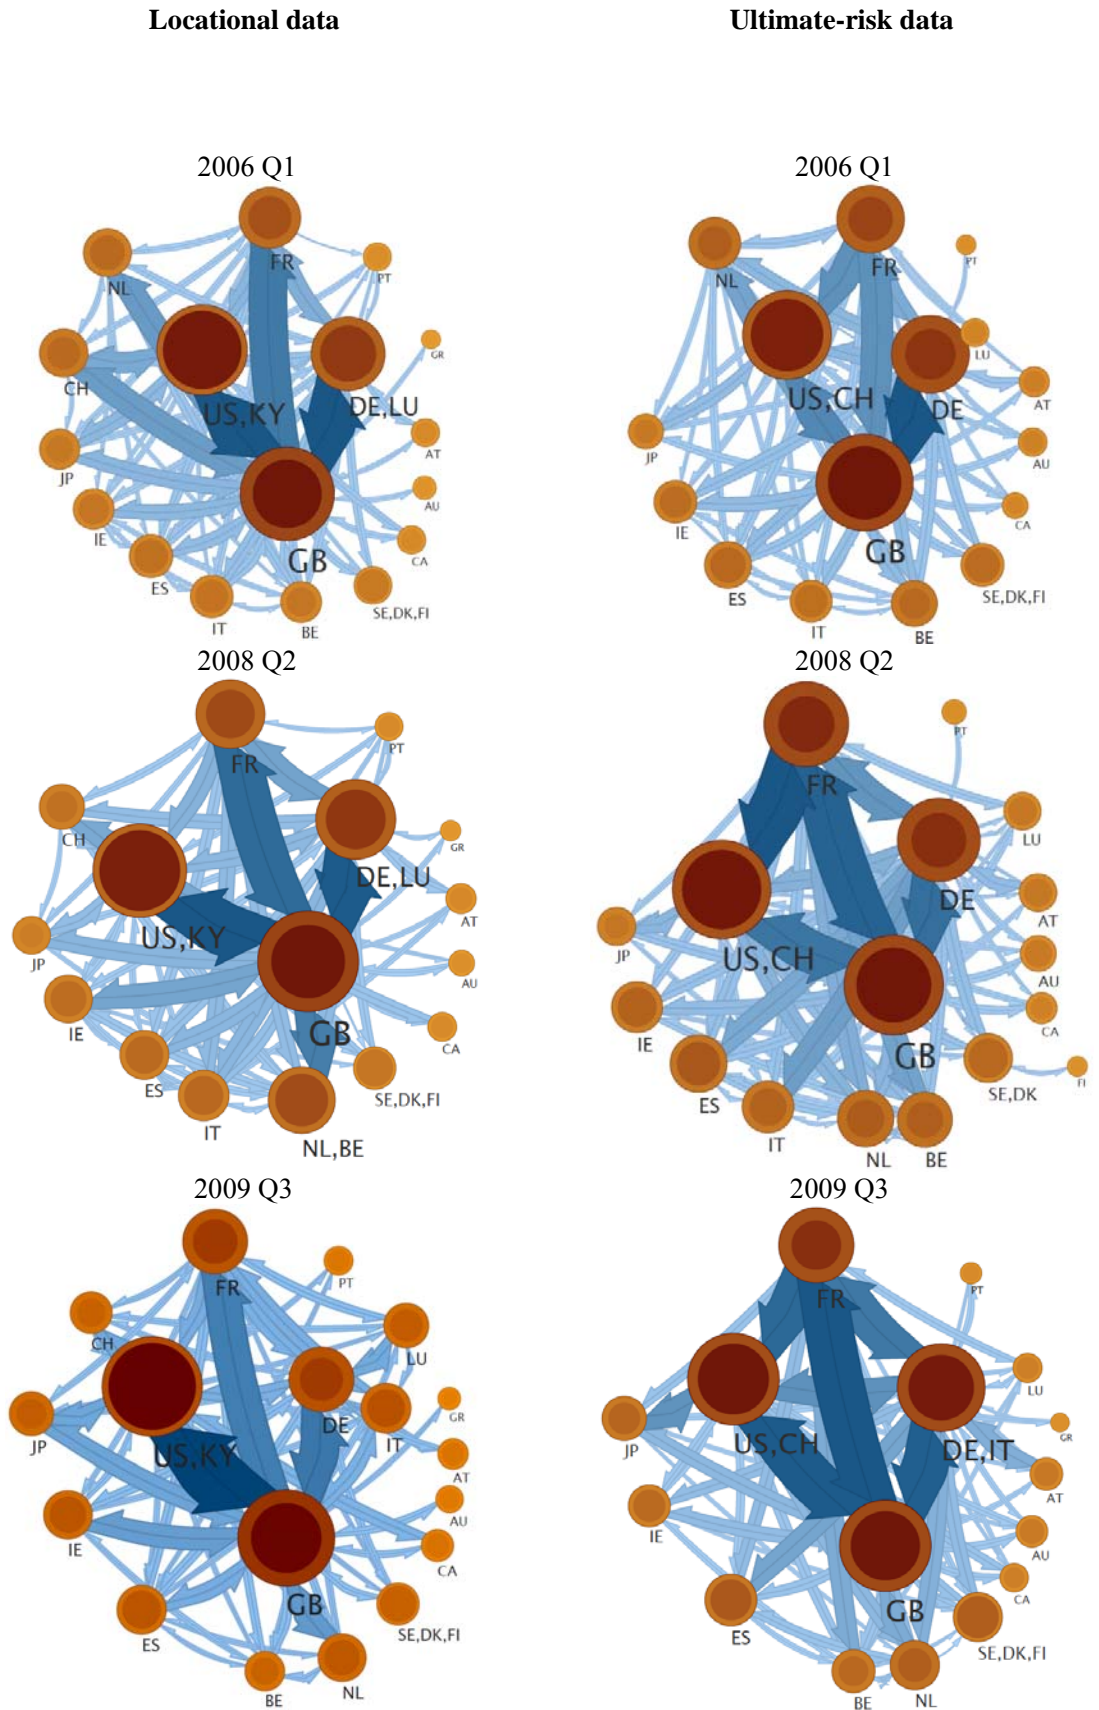 Locational data
Ultimate-risk data
2006 Q1
FR
PT
NL
GR
CH
US,KY
DE,LU
AT
JP
AU
IE
CA
GB
ES
SE,DK,FI
IT
BE
2006 Q1
PT
FR
NL
LU
US,CH
DE
AT
JP
AU
CA
IE
GB
ES
SE,DK,FI
IT
BE
2008 Q2
PT
FR
CH
GR
DE,LU
AT
US,KY
JP
AU
IE
GB
CA
ES
SE,DK,FI
IT
NL,BE
2008 Q2
PT
FR
LU
DE
AT
US,CH
JP
AU
CA
IE
GB
FI
SE,DK
ES
IT
NL
BE
2009 Q3
PT
FR
CH
LU
GR
DE
IT
JP
US,KY
AT
AU
IE
CA
GB
SE,DK,FI
ES
NL
BE
2009 Q3
PT
FR
LU
GR
US,CH
DE,IT
JP
AT
IE
AU
CA
GB
ES
SE,DK,FI
BE
NL